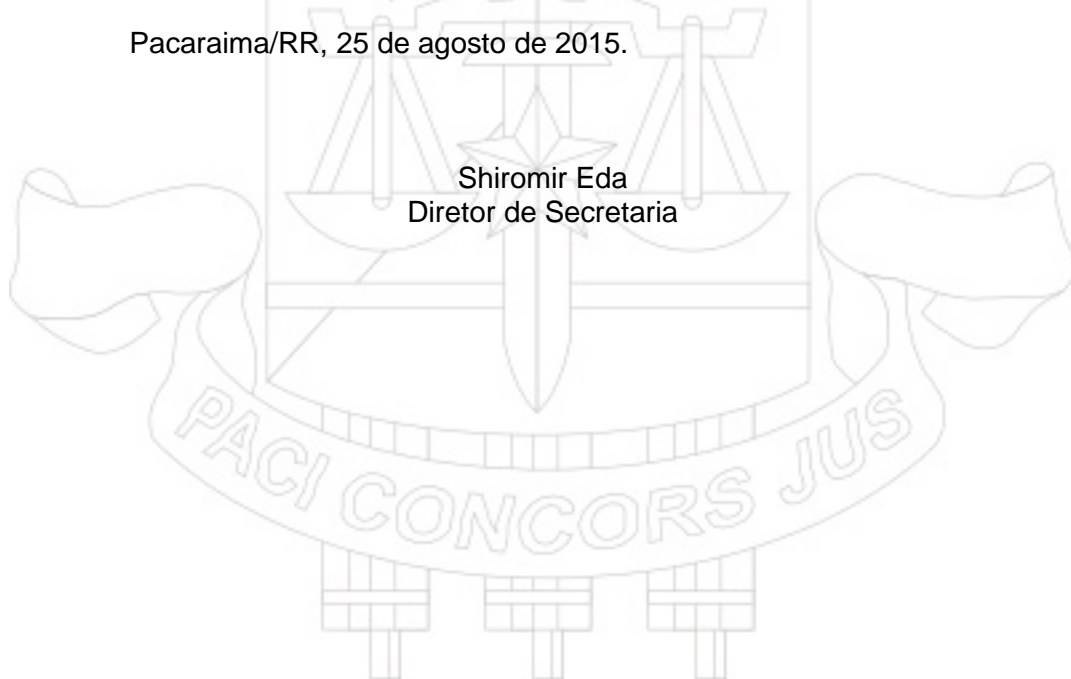 Pacaraima/RR, 25 de agosto de 2015.
Shiromir Eda
Diretor de Secretaria
PACI CONCORS JUS